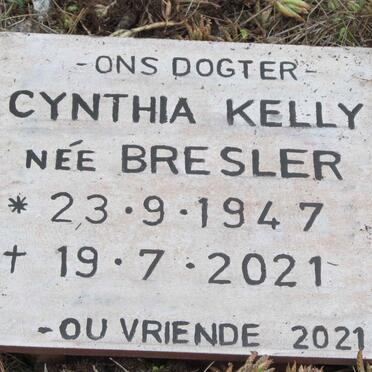 - ONS DOGTER -
CYNTHIA KELLY
NÉE BRESLER
* 23.9.1947
† 19.7.2021
- OU VRIENDE 2021